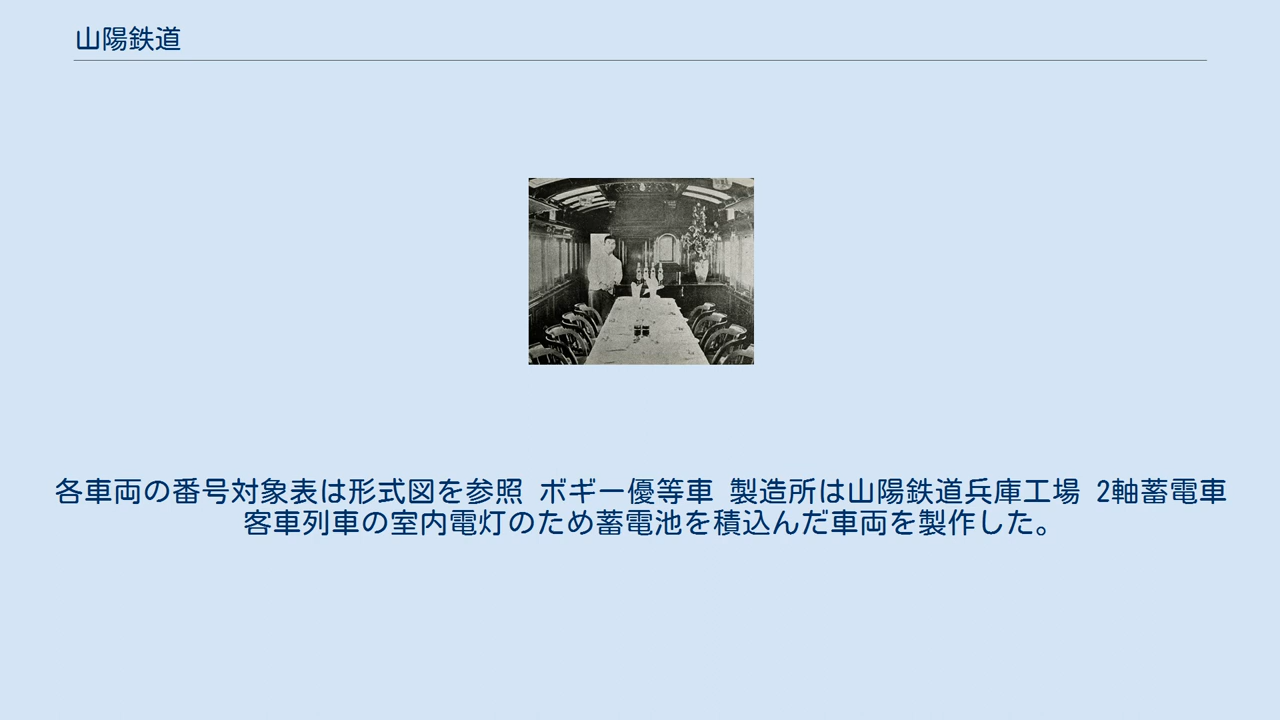 山陽鉄道
各車両の番号対象表は形式図を参照 ボギー優等車 製造所は山陽鉄道兵庫工場 2軸蓄電車
客車列車の室内電灯のため蓄電池を積込んだ車両を製作した。